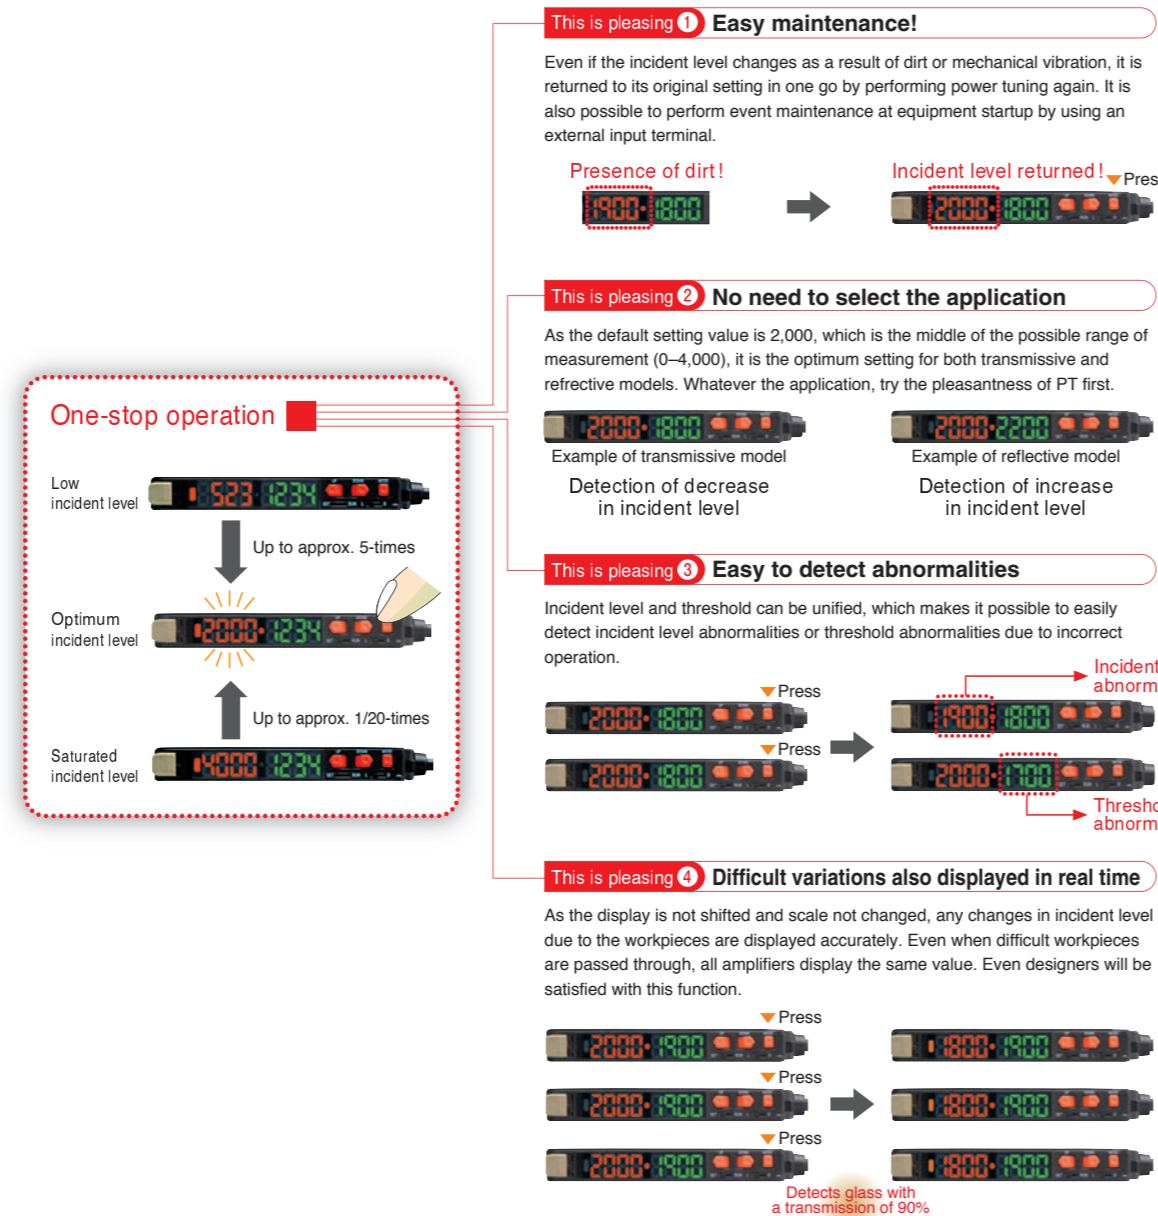 This is pleasing 1 Easy maintenance!
Even if the incident level changes as a result of dirt or mechanical vibration, it is
returned to its original setting in one go by performing power tuning again. It is
also possible to perform event maintenance at equipment startup by using an
external input terminal.
Presence of dirt!
Incident level returned!
Pres
1900 1800
2000 1800
This is pleasing 2 No need to select the application
As the default setting value is 2,000, which is the middle of the possible range of
measurement (0–4,000), it is the optimum setting for both transmissive and
refrective models. Whatever the application, try the pleasantness of PT first.
2000 1800
2000 2200
Example of transmissive model
Example of reflective model
Detection of decrease
in incident level
Detection of increase
in incident level
One-stop operation
Low
incident level
523 1234
Up to approx. 5-times
Optimum
incident level
2000 1234
Up to approx. 1/20-times
Saturated
incident level
4000 1234
This is pleasing 3 Easy to detect abnormalities
Incident level and threshold can be unified, which makes it possible to easily
detect incident level abnormalities or threshold abnormalities due to incorrect
operation.
Incident
abnorm
Press
2000 1800
1900 1800
Press
2000 1800
2000 1700
Thresho
abnorm
This is pleasing 4 Difficult variations also displayed in real time
As the display is not shifted and scale not changed, any changes in incident level
due to the workpieces are displayed accurately. Even when difficult workpieces
are passed through, all amplifiers display the same value. Even designers will be
satisfied with this function.
Press
2000 1900
1800 1900
Press
2000 1900
1800 1900
Press
2000 1900
1800 1900
Detects glass with
a transmission of 90%